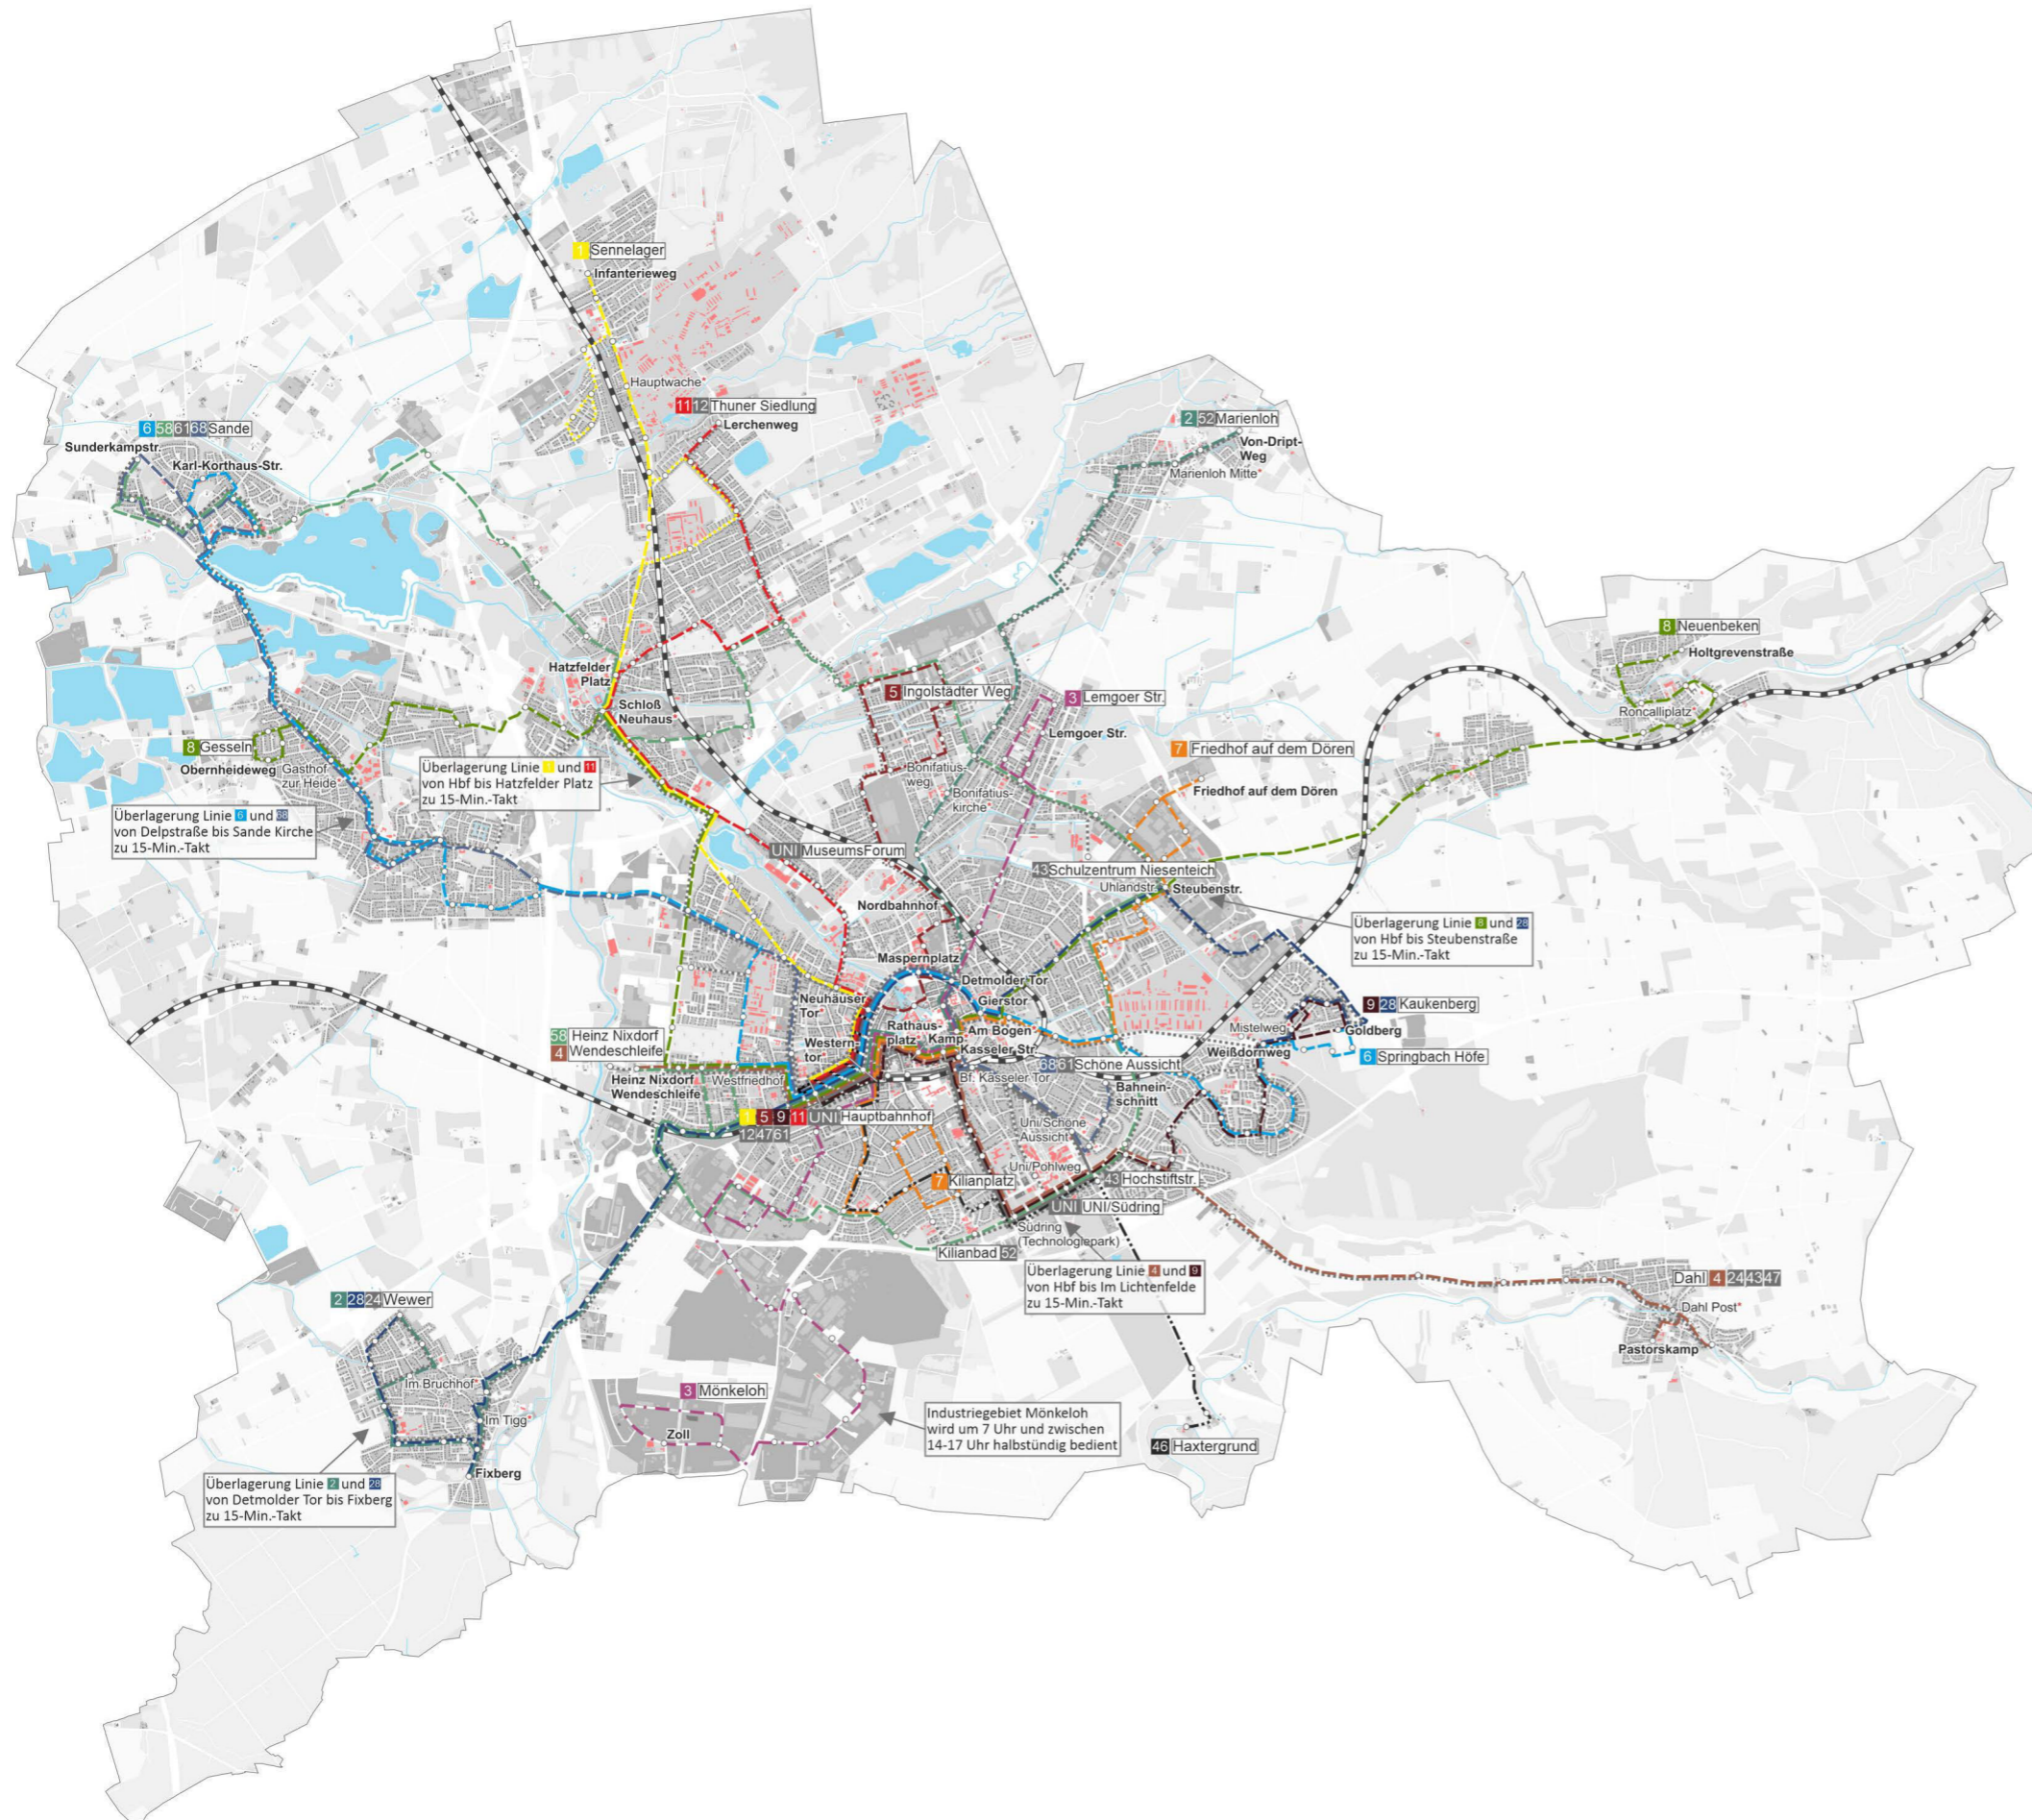 1 Sennelager
Infanterieweg
Hauptwache
11 12 Thuner Siedlung
Lerchenweg
6 58 61 68 Sande
Sunderkampstr.
Karl-Korthaus-Str.
2 52 Marienloh
Von-Dript-
Weg
Marienloh Mitte
8 Neuenbeken
Holtgrevenstraße
Roncalliplatz
Hatzfelder
Platz
Schloß
Neuhaus
5 Ingolstädter Weg
3 Lemgoer Str.
Lemgoer Str.
7 Friedhof auf dem Dören
Friedhof auf dem Dören
8 Gesseln
Obernheideweg
Gasthof
zur Heide
Überlagerung Linie 1 und 11
von Hbf bis Hatzfelder Platz
zu 15-Min.-Takt
Bonifatius-
weg
Bonifatius-
kirche
Überlagerung Linie 6 und 68
von Delpstraße bis Sande Kirche
zu 15-Min.-Takt
UNI MuseumsForum
43 Schulzentrum Niesenteich
Uhlandstr.
Steubenstr.
Nordbahnhof
Überlagerung Linie 8 und 28
von Hbf bis Steubenstraße
zu 15-Min.-Takt
Maspernplatz
Detmolder Tor
Gierstor
Neuhäuser
Tor
9 28 Kaukenberg
Goldberg
Mistelweg
Weißdornweg
6 Springbach Höfe
Rathaus-
platz
Kamp
Am Bogen
Kasseler Str.
Western-
tor
58 Heinz Nixdorf
4 Wendeschleife
Heinz Nixdorf
Wendeschleife
Westfriedhof
68 61 Schöne Aussicht
Bf. Kasseler Tor
Bahnein-
schnitt
1 5 9 11 UNI Hauptbahnhof
12 47 61
Uni/Schöne
Aussicht
Uni/Pohlweg
7 Kilianplatz
43 Hochstiftstr.
UNI UNI/Südring
Südring
(Technologiepark)
Kilianbad 52
Überlagerung Linie 4 und 9
von Hbf bis Im Lichtenfelde
zu 15-Min.-Takt
Dahl 4 24 43 47
Dahl Post
Pastorskamp
2 28 24 Wewer
Im Bruchhof
Im Tigg
Fixberg
3 Mönkeloh
Zoll
Industriegebiet Mönkeloh
wird um 7 Uhr und zwischen
14-17 Uhr halbstündig bedient
46 Haxtergrund
Überlagerung Linie 2 und 28
von Detmolder Tor bis Fixberg
zu 15-Min.-Takt